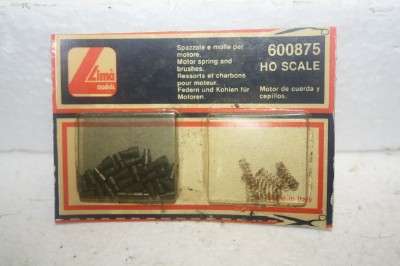 Lima
models
Spazzole e molle per
motore.
Motor spring and
brushes.
Ressorts et charbons
pour moteur.
Federn und Kohlen für
Motoren.
600875
HO SCALE
Motor de cuerda y
cepillos.
Italy